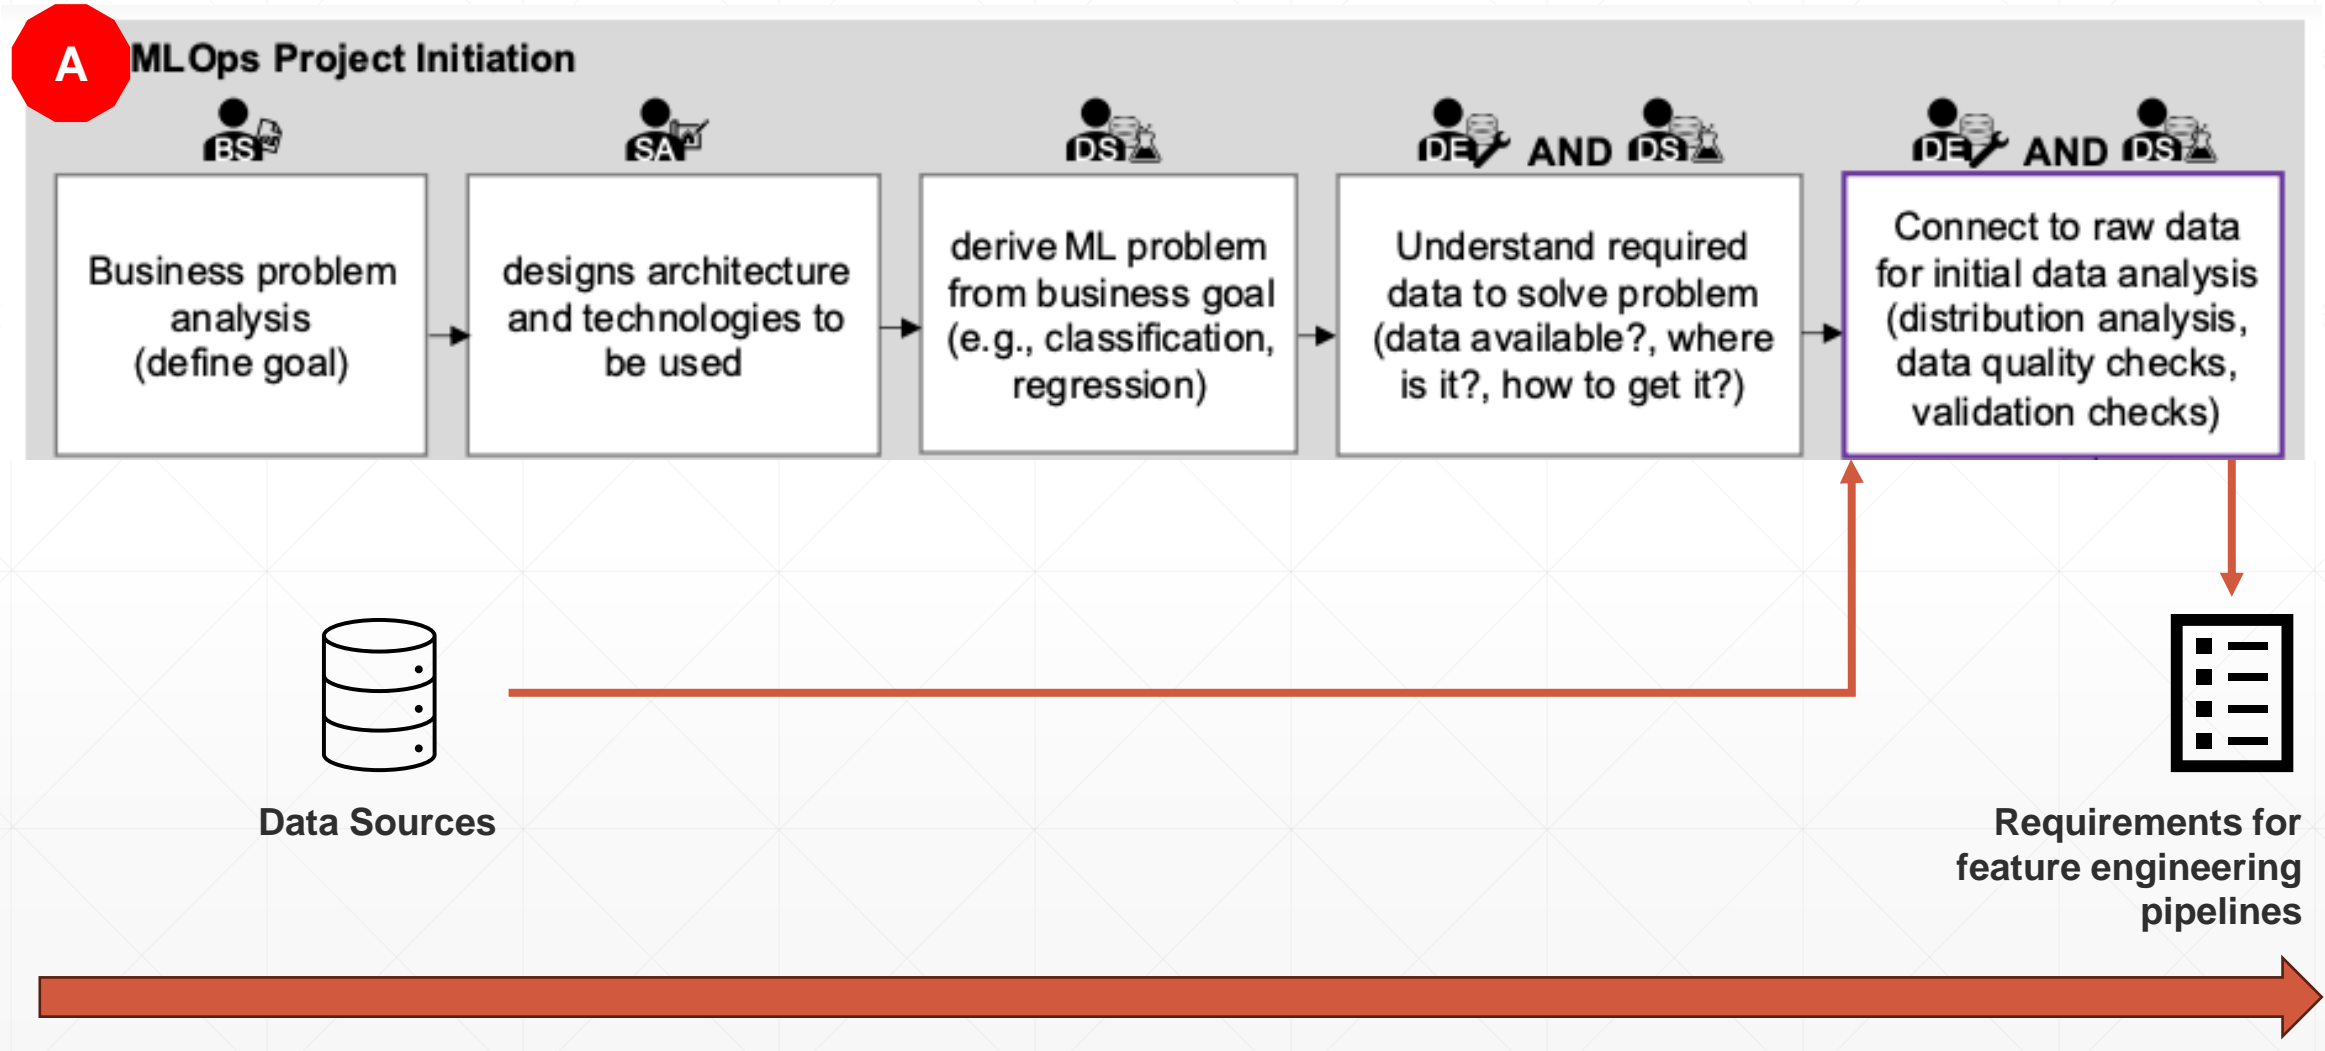 A
MLOps Project Initiation
BS
SA
DS
DE AND DS
DE AND DS
Business problem
analysis
(define goal)
designs architecture
and technologies to
be used
derive ML problem
from business goal
(e.g., classification,
regression)
Understand required
data to solve problem
(data available?, where
is it?, how to get it?)
Connect to raw data
for initial data analysis
(distribution analysis,
data quality checks,
validation checks)
Data Sources
Requirements for
feature engineering
pipelines